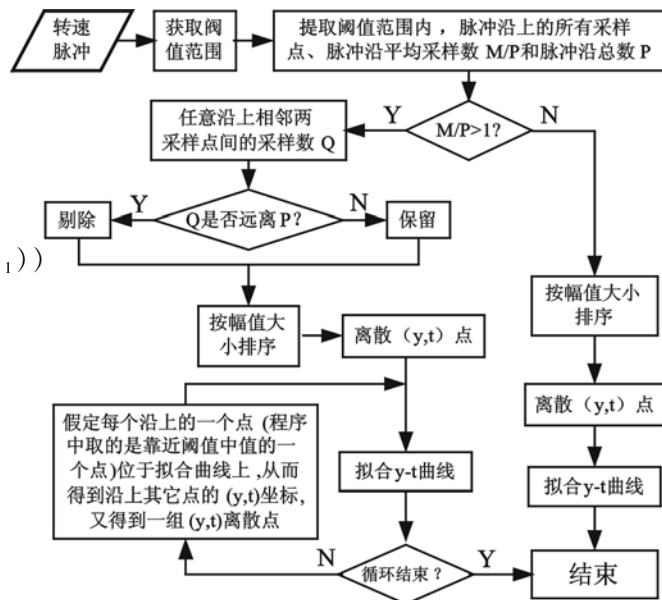 转速
脉冲
获取阀
值范围
提取阈值范围内，脉冲沿上的所有采样
点、脉冲沿平均采样数 M/P和脉冲沿总数 P
任意沿上相邻两
采样点间的采样数 Q
Y
M/P>1?
N
剔除
Y
Q是否远离 P？
N
保留
1))
按幅值大
小排序
离散（y,t）点
按幅值大小
排序
假定每个沿上的一个点 (程序
中取的是靠近阈值中值的一
个点)位于拟合曲线上 ,从而
得到沿上其它点的 (y,t)坐标,
又得到一组 (y,t)离散点
拟合y-t曲线
离散（y,t）点
拟合y-t曲线
N
循环结束？
Y
结束